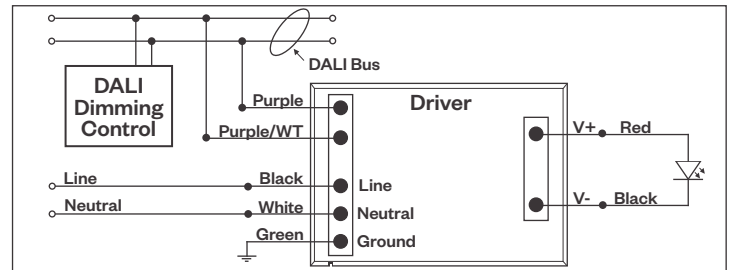 DALI Bus
DALI
Dimming
Control
Driver
Purple
Purple/WT
V+ Red
Line Black Line
V- Black
Neutral White Neutral
Green Ground